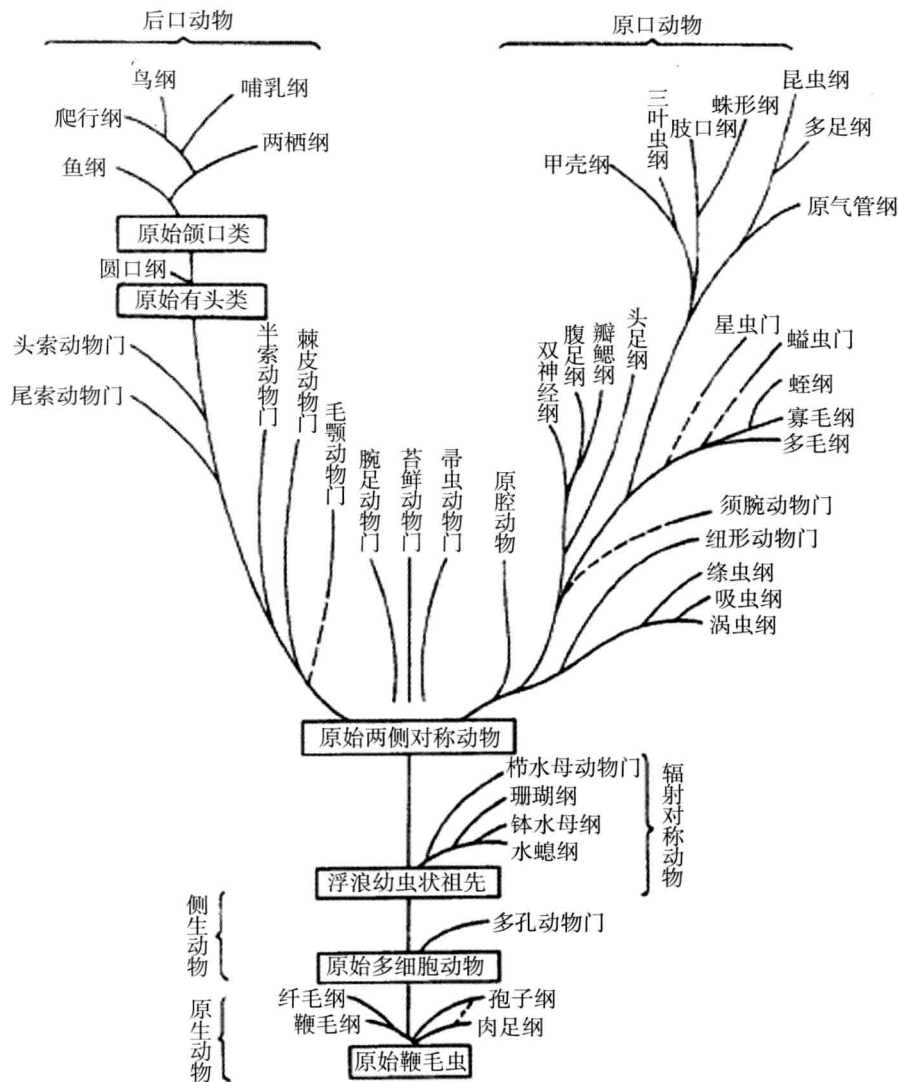 后口动物
原口动物
鸟纲
哺乳纲
爬行纲
两栖纲
鱼纲
原始颌口类
圆口纲
原始有头类
头索动物门
尾索动物门
半索动物门
棘皮动物门
毛颚动物门
腕足动物门
苔鲜动物门
帚虫动物门
原腔动物
双神经纲
腹足纲
瓣鳃纲
头足纲
甲壳纲
三叶虫纲
肢口纲
蛛形纲
昆虫纲
多足纲
原气管纲
星虫门
螠虫门
蛭纲
寡毛纲
多毛纲
须腕动物门
纽形动物门
绦虫纲
吸虫纲
涡虫纲
原始两侧对称动物
栉水母动物门
珊瑚纲
钵水母纲
水螅纲
辐射对称动物
浮浪幼虫状祖先
侧生动物
多孔动物门
原始多细胞动物
原生动物
纤毛纲
鞭毛纲
孢子纲
肉足纲
原始鞭毛虫